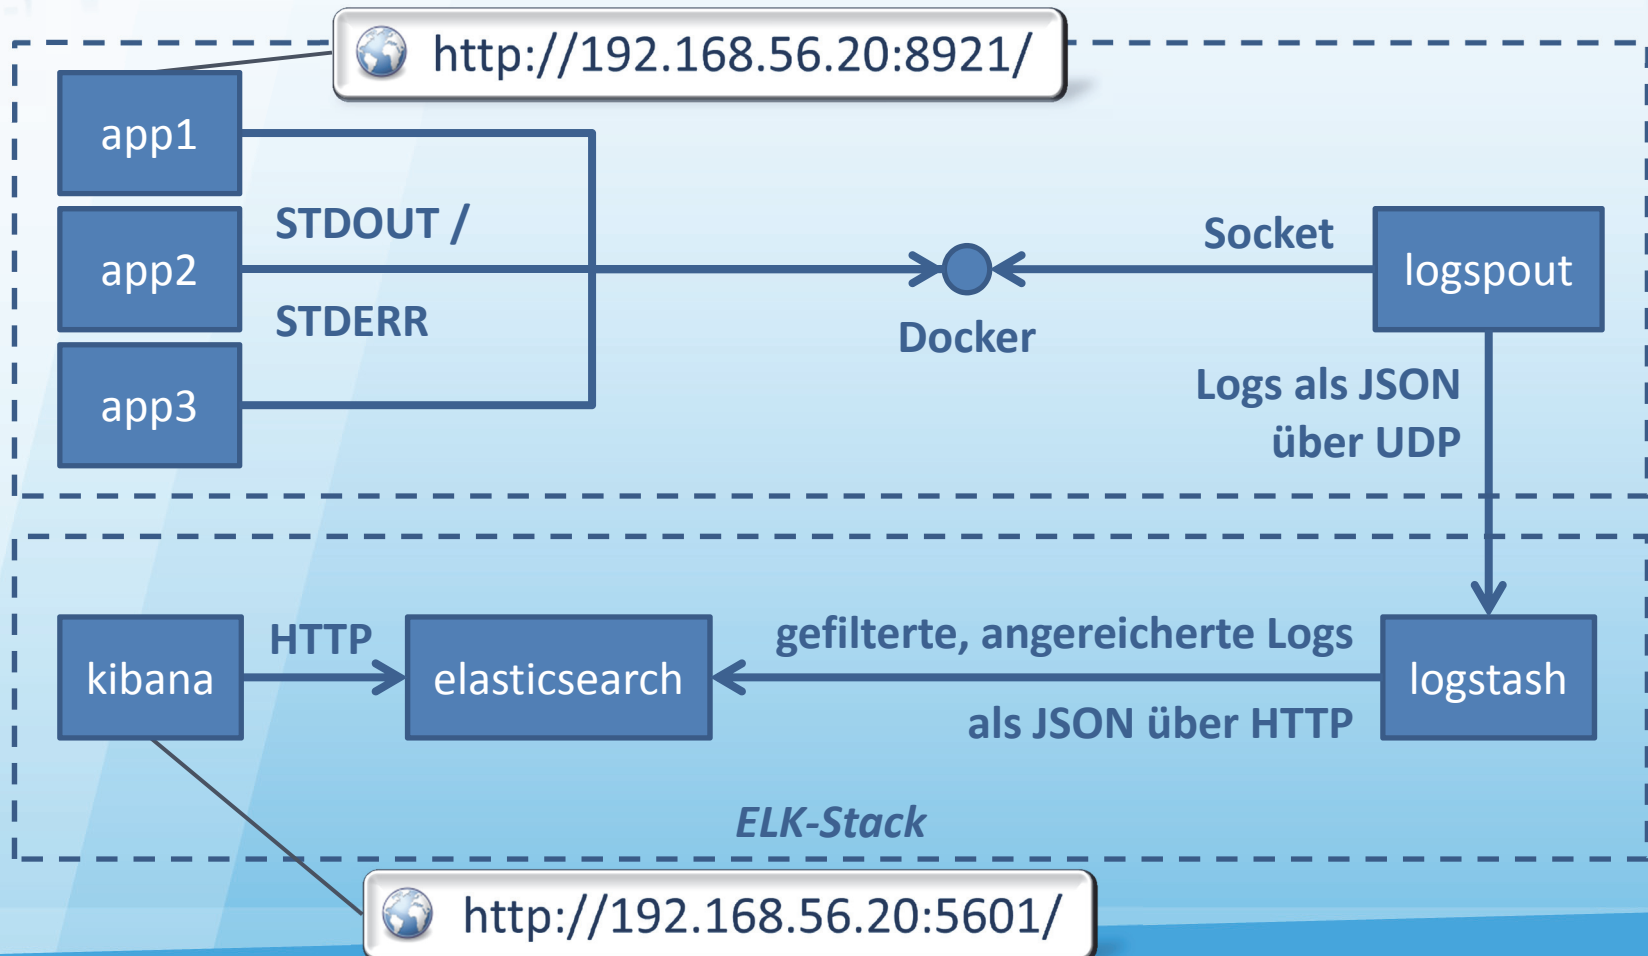 http://192.168.56.20:8921/
app1
STDOUT /
app2
STDERR
app3
Docker
Socket
logspout
Logs als JSON
über UDP
kibana
HTTP
elasticsearch
gefilterte, angereicherte Logs
als JSON über HTTP
logstash
ELK-Stack
http://192.168.56.20:5601/